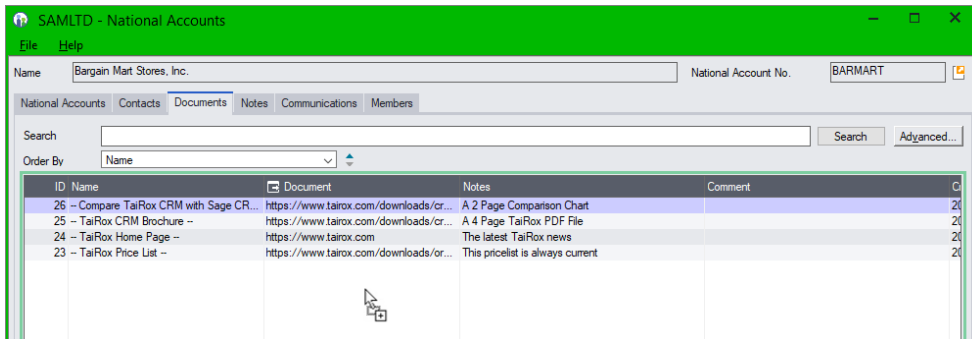 SAMLTD - National Accounts
File Help
Name Bargain Mart Stores, Inc. National Account No. BARMART
National Accounts Contacts Documents Notes Communications Members
Search Search Advanced...
Order By Name
ID Name Document Notes Comment
26 -- Compare TaiRox CRM with Sage CR... https://www.tairox.com/downloads/cr... A 2 Page Comparison Chart
25 -- TaiRox CRM Brochure -- https://www.tairox.com/downloads/cr... A 4 Page TaiRox PDF File
24 -- TaiRox Home Page -- https://www.tairox.com The latest TaiRox news
23 -- TaiRox Price List -- https://www.tairox.com/downloads/or... This pricelist is always current